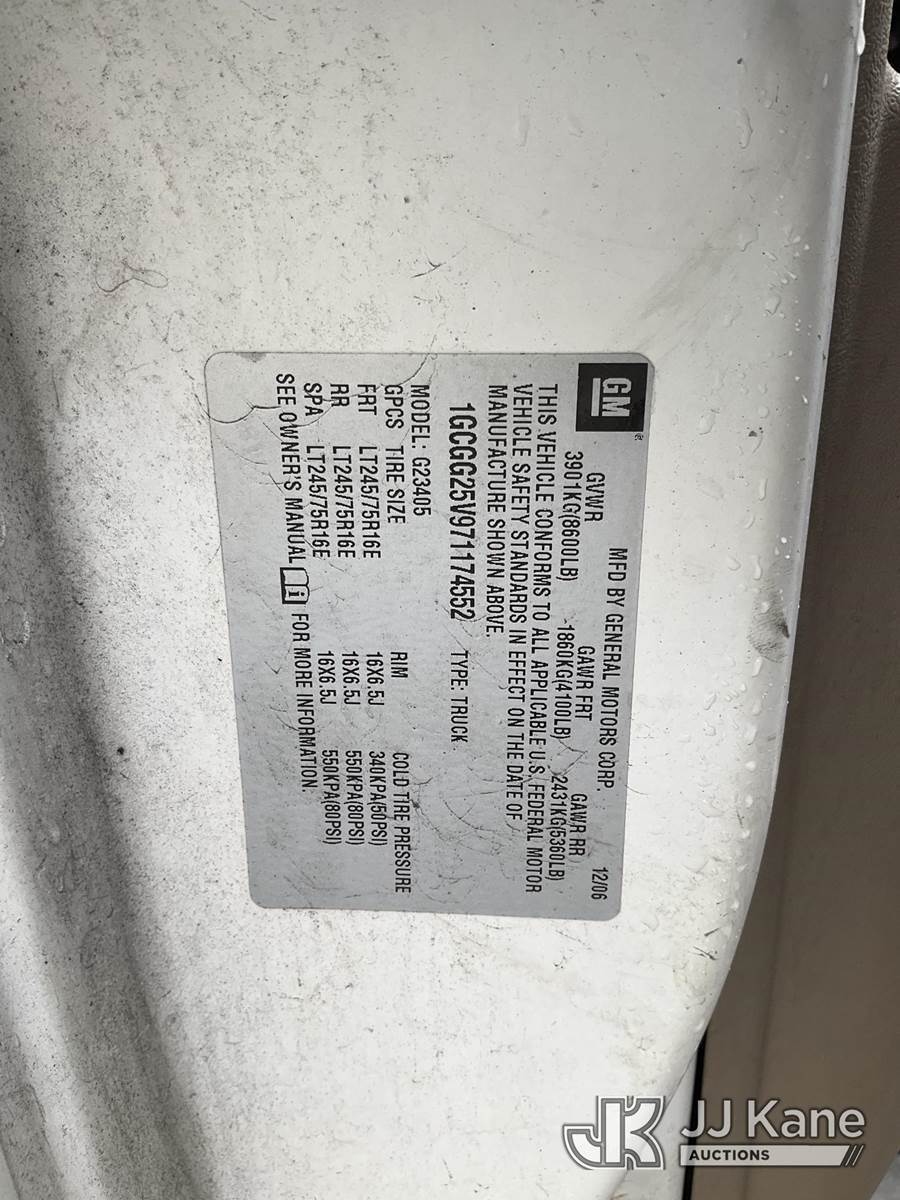 GM
MFD BY GENERAL MOTORS CORP. 12/06
GVWR GAWR FRT GAWR RR
3901KG(8600LB) 1860KG(4100LB) 2431KG(5360LB)
THIS VEHICLE CONFORMS TO ALL APPLICABLE U.S. FEDERAL MOTOR
VEHICLE SAFETY STANDARDS IN EFFECT ON THE DATE OF
MANUFACTURE SHOWN ABOVE.
1GCGG25V971174552 TYPE: TRUCK
MODEL: G23405
GPCS TIRE SIZE RIM COLD TIRE PRESSURE
FRT LT245/75R16E 16X6.5J 340KPA(50PSI)
RR LT245/75R16E 16X6.5J 550KPA(80PSI)
SPA LT245/75R16E 16X6.5J 550KPA(80PSI)
SEE OWNER'S MANUAL FOR MORE INFORMATION.
JK JJ Kane
AUCTIONS